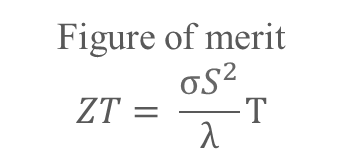 Figure of merit
ZT = σS²/λ T